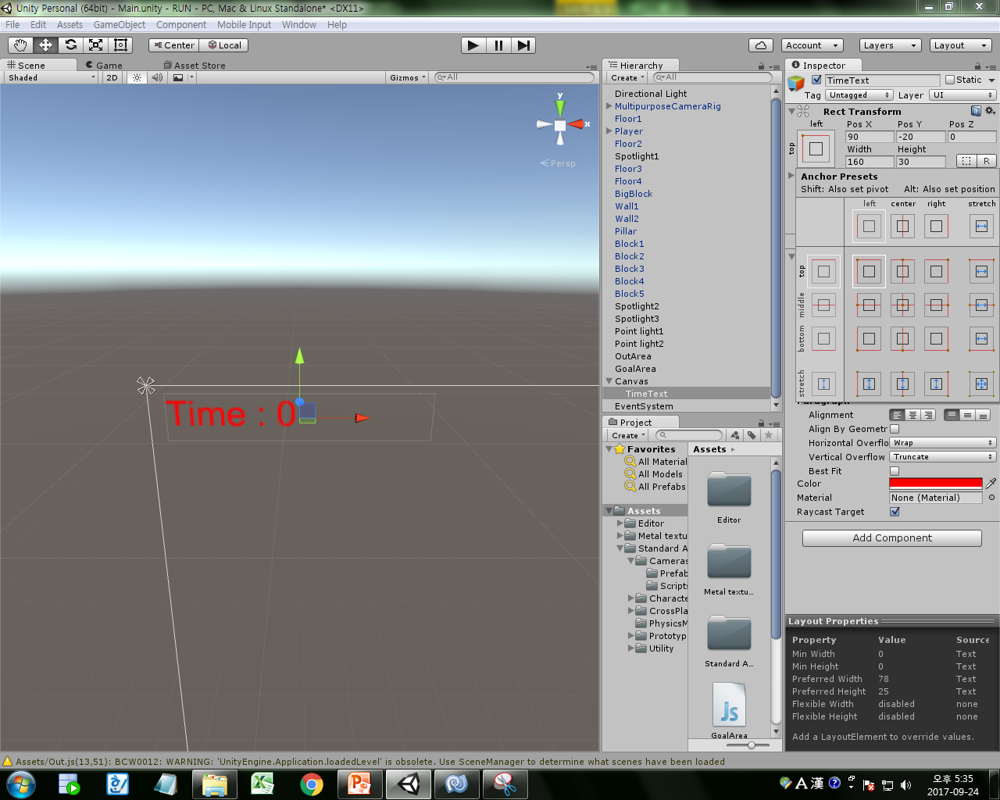 Unity Personal (64bit) - Main.unity - RUN - PC, Mac & Linux Standalone* <DX11>
File Edit Assets GameObject Component Mobile Input Window Help
Center Local
Account Layers Layout
Scene Game Asset Store
Shaded 2D Gizmos All
y
x
Persp
Time : 0
Hierarchy
Create All
Directional Light
MultipurposeCameraRig
Floor1
Player
Floor2
Spotlight1
Floor3
Floor4
BigBlock
Wall1
Wall2
Pillar
Block1
Block2
Block3
Block4
Block5
Spotlight2
Spotlight3
Point light1
Point light2
OutArea
GoalArea
Canvas
TimeText
EventSystem
Project
Create
Favorites
All Material
All Models
All Prefabs
Assets
Editor
Metal textu
Standard A
Cameras
Prefab
Scripts
Characte
CrossPla
PhysicsM
Prototyp
Utility
Assets
Editor
Metal textu...
Standard A...
Js
GoalArea
Inspector
TimeText Static
Tag Untagged Layer UI
Rect Transform
left Pos X Pos Y Pos Z
top 90 -20 0
Width Height
160 30 R
Anchor Presets
Shift: Also set pivot Alt: Also set position
left center right stretch
top
middle
bottom
stretch
Paragraph
Alignment
Align By Geometr
Horizontal Overflo Wrap
Vertical Overflow Truncate
Best Fit
Color
Material None (Material)
Raycast Target
Add Component
Layout Properties
Property Value Source
Min Width 0 Text
Min Height 0 Text
Preferred Width 78 Text
Preferred Height 25 Text
Flexible Width disabled none
Flexible Height disabled none
Add a LayoutElement to override values.
Assets/Out.js(13,51): BCW0012: WARNING: 'UnityEngine.Application.loadedLevel' is obsolete. Use SceneManager to determine what scenes have been loaded
A 漢
오후 5:35
2017-09-24